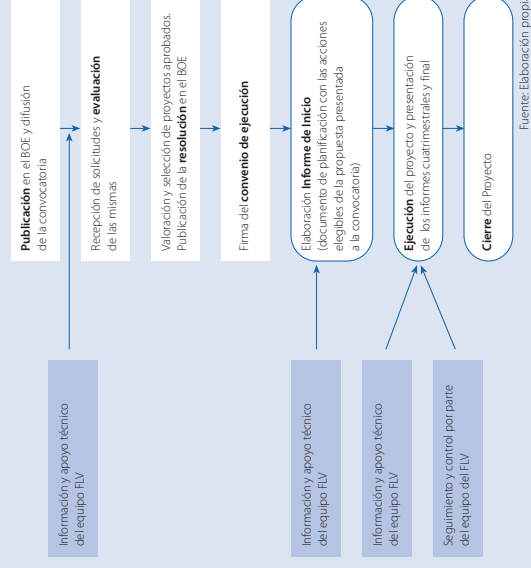 Publicación en el BOE y difusión
de la convocatoria
Recepción de solicitudes y evaluación
de las mismas
Valoración y selección de proyectos aprobados.
Publicación de la resolución en el BOE
Firma del convenio de ejecución
Elaboración Informe de Inicio
(documento de planificación con las acciones
elegibles de la propuesta presentada
a la convocatoria)
Ejecución del proyecto y presentación
de los informes cuatrimestrales y final
Cierre del Proyecto
Información y apoyo técnico
del equipo FLV
Información y apoyo técnico
del equipo FLV
Información y apoyo técnico
del equipo FLV
Seguimiento y control por parte
del equipo del FLV
Fuente: Elaboración propia